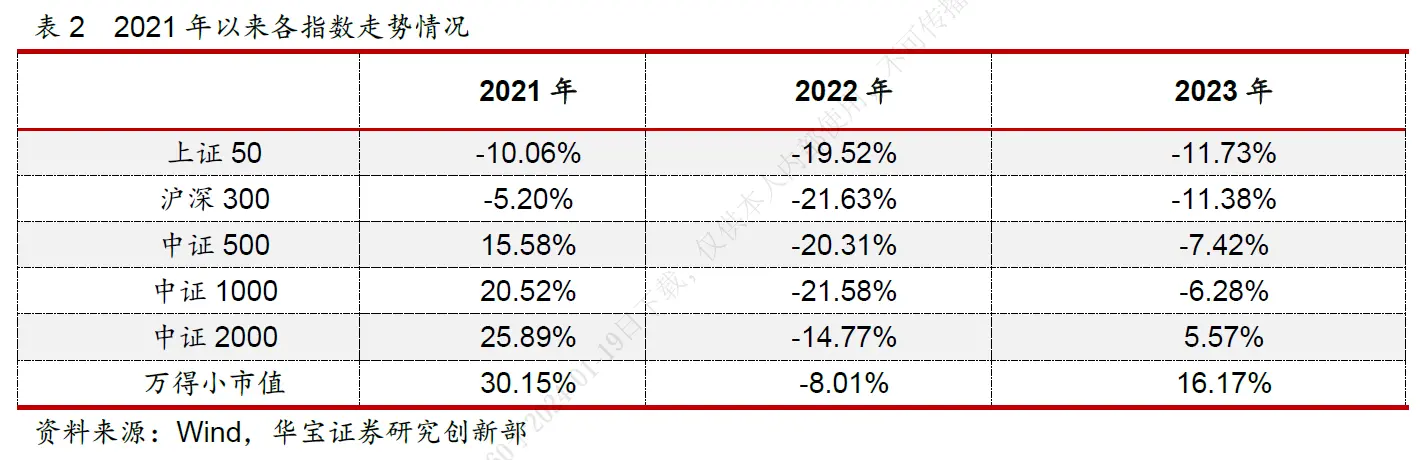 表 2 2021 年以来各指数走势情况
2021 年 2022 年 2023 年
上证 50 -10.06% -19.52% -11.73%
沪深 300 -5.20% -21.63% -11.38%
中证 500 15.58% -20.31% -7.42%
中证 1000 20.52% -21.58% -6.28%
中证 2000 25.89% -14.77% 5.57%
万得小市值 30.15% -8.01% 16.17%
资料来源：Wind，华宝证券研究创新部
2024-01-19日下载，仅供本人内部使用，不可传播